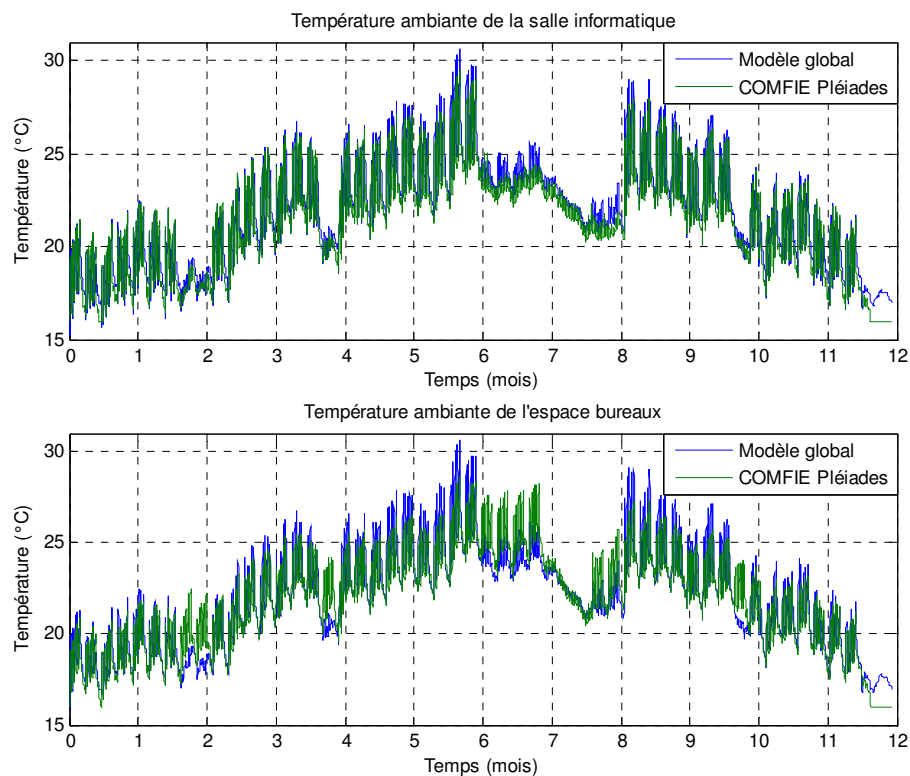 Température ambiante de la salle informatique
Température (°C)
30
25
20
15
Modèle global
COMFIE Pléiades
0 1 2 3 4 5 6 7 8 9 10 11 12
Temps (mois)
Température ambiante de l'espace bureaux
Température (°C)
30
25
20
15
Modèle global
COMFIE Pléiades
0 1 2 3 4 5 6 7 8 9 10 11 12
Temps (mois)